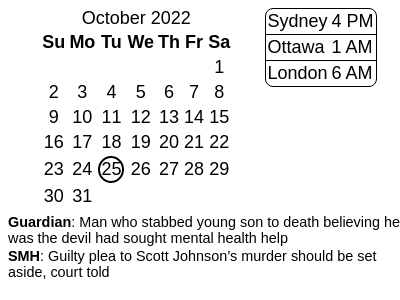 October 2022
Su Mo Tu We Th Fr Sa
1
2 3 4 5 6 7 8
9 10 11 12 13 14 15
16 17 18 19 20 21 22
23 24 25 26 27 28 29
30 31
Sydney 4 PM
Ottawa 1 AM
London 6 AM
Guardian: Man who stabbed young son to death believing he
was the devil had sought mental health help
SMH: Guilty plea to Scott Johnson's murder should be set
aside, court told